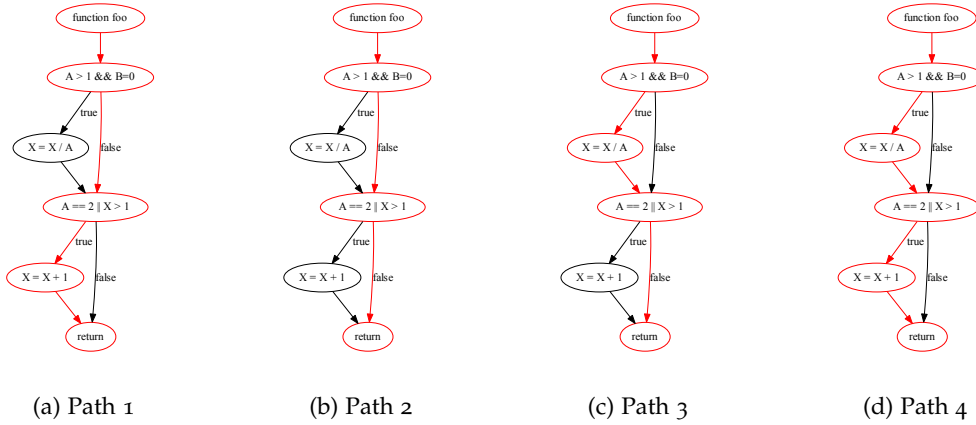 function foo
A > 1 && B=0
true
X = X / A
false
A == 2 || X > 1
true
X = X + 1
false
return
(a) Path 1
function foo
A > 1 && B=0
true
X = X / A
false
A == 2 || X > 1
true
X = X + 1
false
return
(b) Path 2
function foo
A > 1 && B=0
true
X = X / A
false
A == 2 || X > 1
true
X = X + 1
false
return
(c) Path 3
function foo
A > 1 && B=0
true
X = X / A
false
A == 2 || X > 1
true
X = X + 1
false
return
(d) Path 4